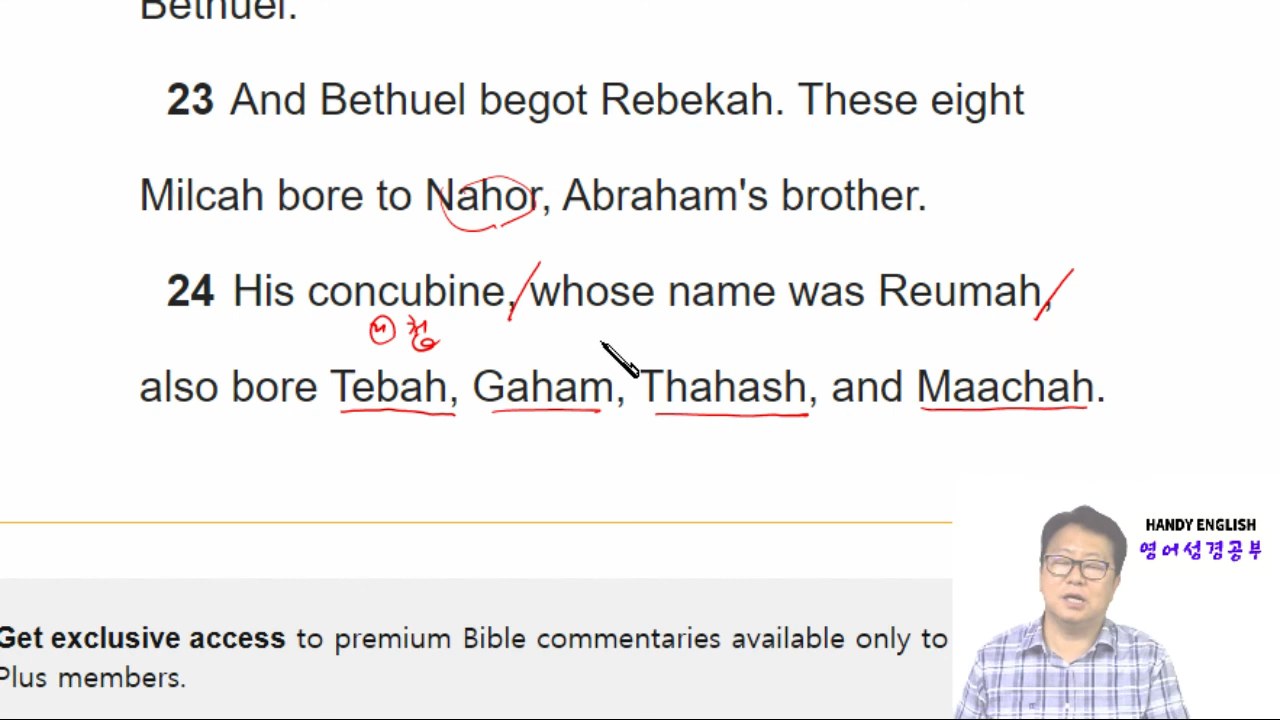 Bethuel.
23 And Bethuel begot Rebekah. These eight
Milcah bore to Nahor, Abraham's brother.
24 His concubine, whose name was Reumah,
첩
also bore Tebah, Gaham, Thahash, and Maachah.
HANDY ENGLISH
영어성경공부
Get exclusive access to premium Bible commentaries available only to
Plus members.